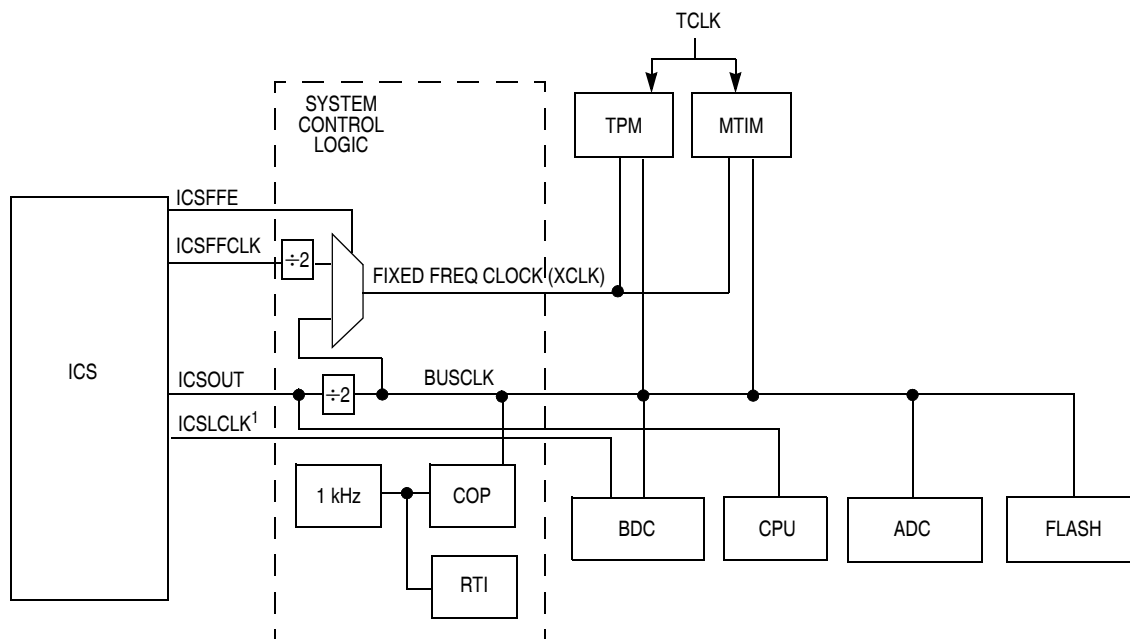 TCLK
SYSTEM
CONTROL
LOGIC
TPM
MTIM
ICSFFE
ICSFFCLK
÷2
FIXED FREQ CLOCK (XCLK)
ICS
ICSOUT
÷2
BUSCLK
ICSLCLK¹
1 kHz
COP
BDC
CPU
ADC
FLASH
RTI